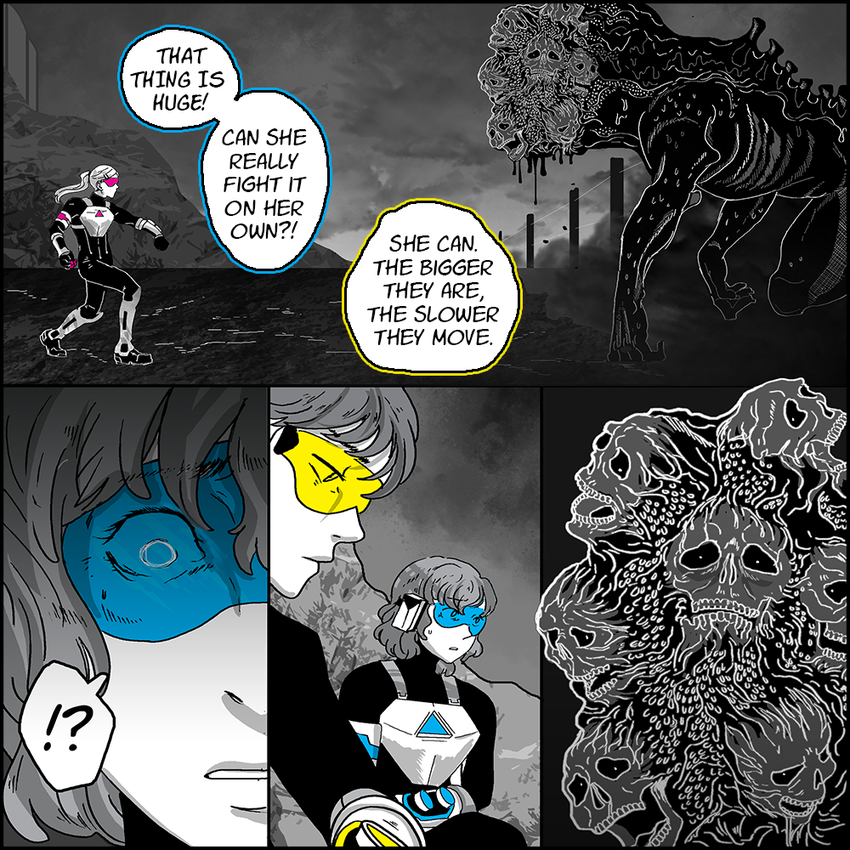 THAT
THING IS
HUGE!
CAN SHE
REALLY
FIGHT IT
ON HER
OWN?!
SHE CAN.
THE BIGGER
THEY ARE,
THE SLOWER
THEY MOVE.
!?